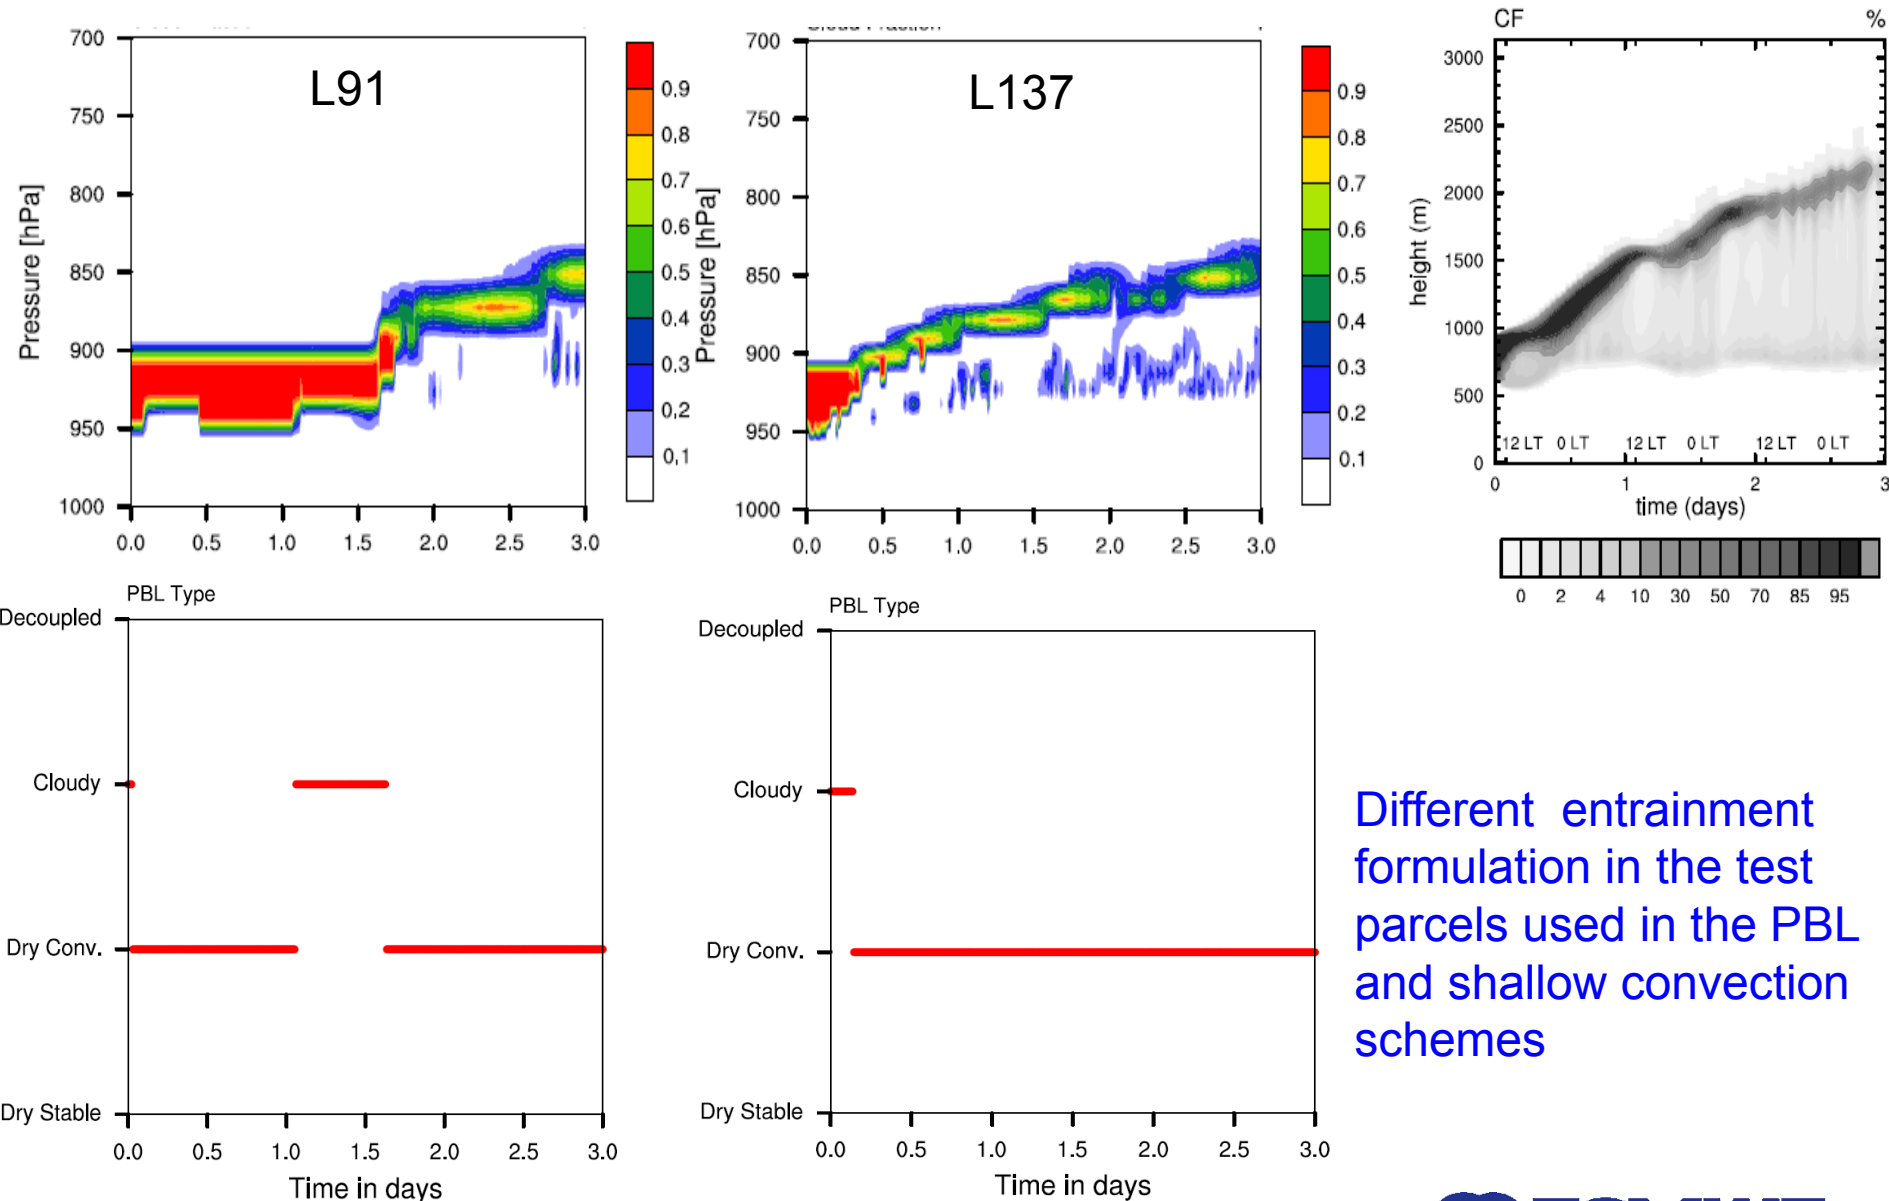 L91
700
750
800
850
900
950
1000
Pressure [hPa]
0.0 0.5 1.0 1.5 2.0 2.5 3.0
0.9
0.8
0.7
0.6
0.5
0.4
0.3
0.2
0.1
L137
700
750
800
850
900
950
1000
Pressure [hPa]
0.0 0.5 1.0 1.5 2.0 2.5 3.0
0.9
0.8
0.7
0.6
0.5
0.4
0.3
0.2
0.1
CF %
3000
2500
2000
1500
1000
500
0
height (m)
12 LT 0 LT 12 LT 0 LT 12 LT 0 LT
0 1 2 3
time (days)
0 2 4 10 30 50 70 85 95
PBL Type
Decoupled
Cloudy
Dry Conv.
Dry Stable
0.0 0.5 1.0 1.5 2.0 2.5 3.0
Time in days
PBL Type
Decoupled
Cloudy
Dry Conv.
Dry Stable
0.0 0.5 1.0 1.5 2.0 2.5 3.0
Time in days
Different entrainment
formulation in the test
parcels used in the PBL
and shallow convection
schemes